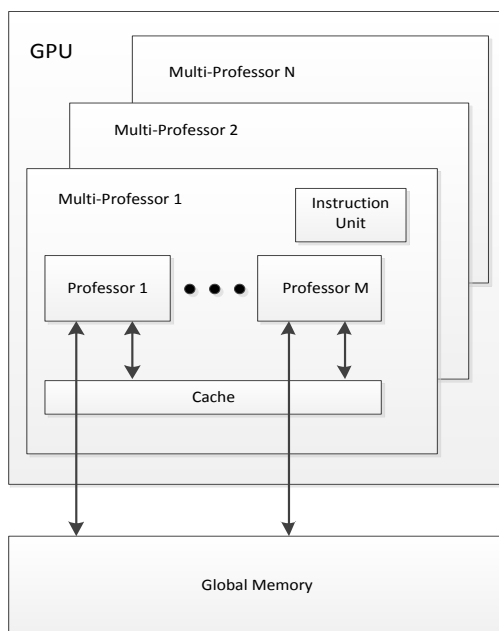 GPU
Multi-Professor N
Multi-Professor 2
Multi-Professor 1
Instruction
Unit
Professor 1
Professor M
Cache
Global Memory